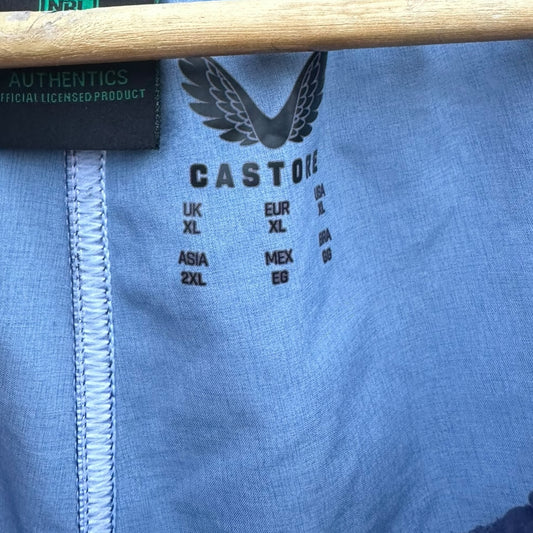 NRL
AUTHENTICS
OFFICIAL LICENSED PRODUCT
CASTORE
UK EUR USA
XL XL XL
ASIA MEX BRA
2XL EG GG